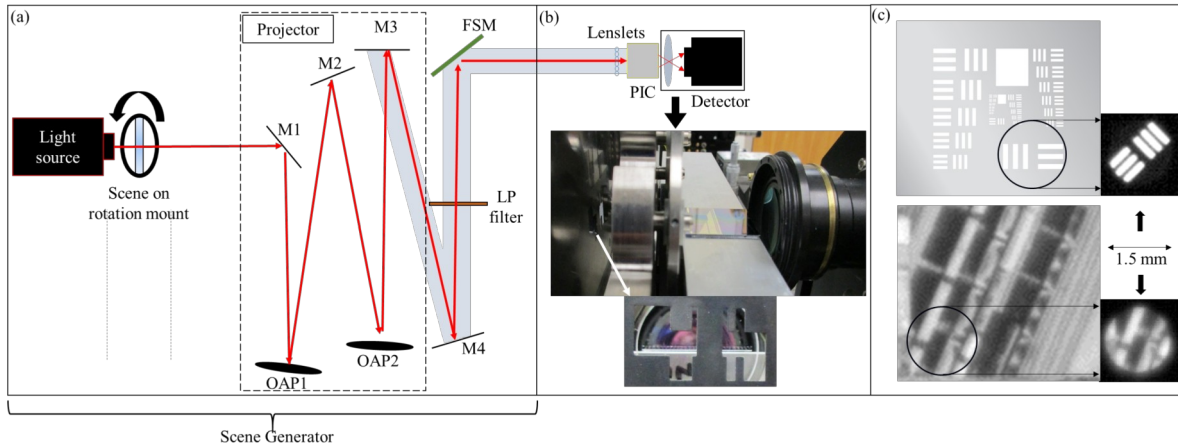 (a)
Projector
M3
FSM
M2
M1
Light
source
Scene on
rotation mount
LP
filter
OAP1
OAP2
M4
Scene Generator
(b)
Lenslets
PIC
Detector
(c)
1.5 mm